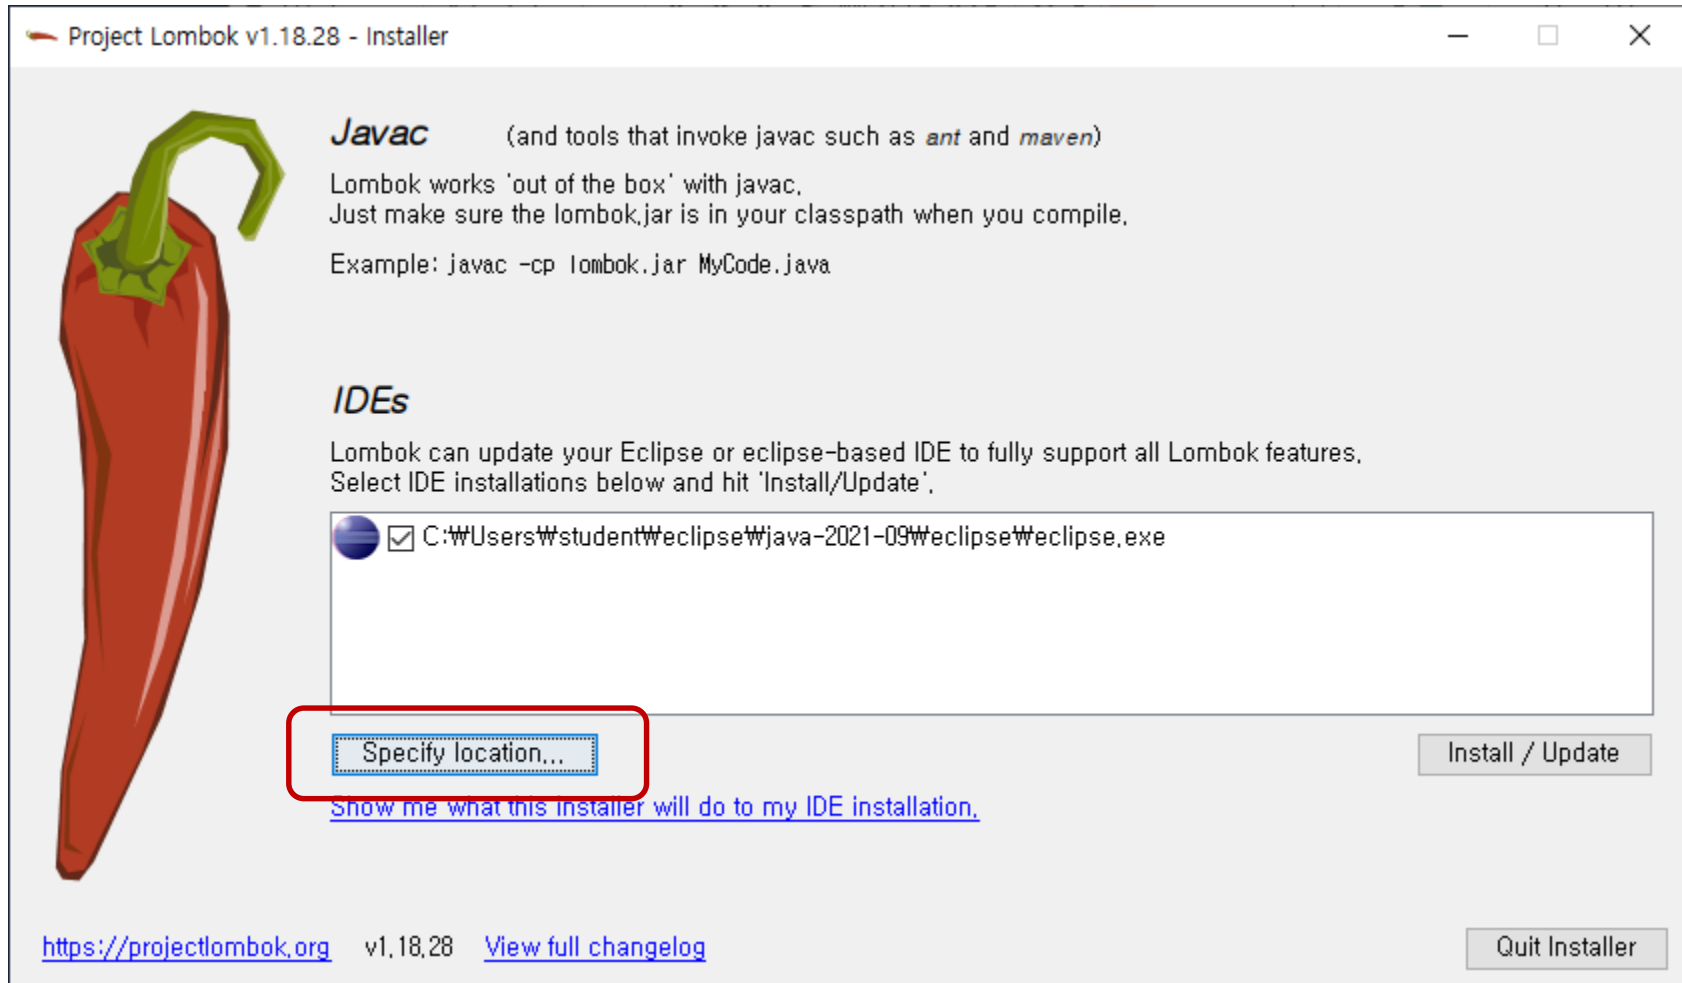 Project Lombok v1.18.28 - Installer
Javac (and tools that invoke javac such as ant and maven)
Lombok works 'out of the box' with javac.
Just make sure the lombok.jar is in your classpath when you compile.
Example: javac -cp lombok.jar MyCode.java
IDEs
Lombok can update your Eclipse or eclipse-based IDE to fully support all Lombok features.
Select IDE installations below and hit 'Install/Update'.
C:₩Users₩student₩eclipse₩java-2021-09₩eclipse₩eclipse.exe
Specify location... Install / Update
Show me what this installer will do to my IDE installation.
https://projectlombok.org v1.18.28 View full changelog Quit Installer